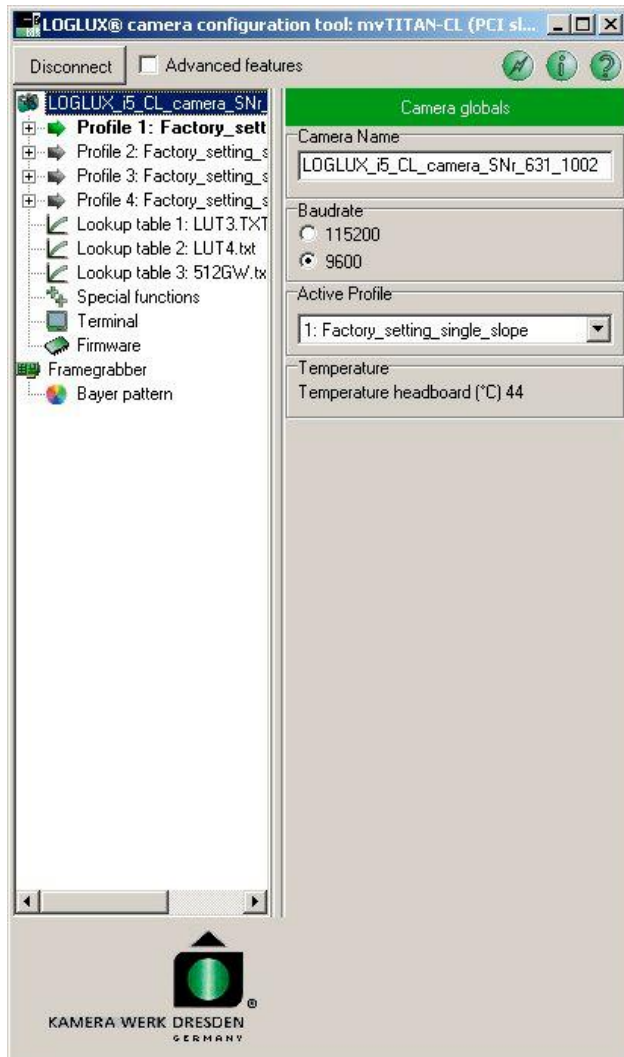 LOGLUX® camera configuration tool: mvTITAN-CL (PCI sl...
Disconnect
Advanced features
LOGLUX_i5_CL_camera_SNr_
Profile 1: Factory_sett
Profile 2: Factory_setting_s
Profile 3: Factory_setting_s
Profile 4: Factory_setting_s
Lookup table 1: LUT3.TXT
Lookup table 2: LUT4.txt
Lookup table 3: 512GW.tx
Special functions
Terminal
Firmware
Framegrabber
Bayer pattern
Camera globals
Camera Name
LOGLUX_i5_CL_camera_SNr_631_1002
Baudrate
115200
9600
Active Profile
1: Factory_setting_single_slope
Temperature
Temperature headboard (°C) 44
®
KAMERA WERK DRESDEN
GERMANY